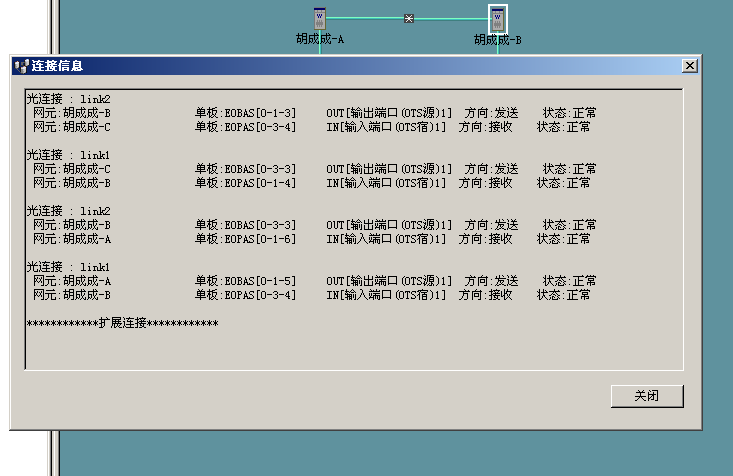 胡成成-A
胡成成-B
连接信息
光连接 : link2
网元:胡成成-B 单板:EOBAS[0-1-3] OUT[输出端口(OTS源)1] 方向:发送 状态:正常
网元:胡成成-C 单板:EOPAS[0-3-4] IN[输入端口(OTS宿)1] 方向:接收 状态:正常
光连接 : link1
网元:胡成成-C 单板:EOBAS[0-3-3] OUT[输出端口(OTS源)1] 方向:发送 状态:正常
网元:胡成成-B 单板:EOPAS[0-1-4] IN[输入端口(OTS宿)1] 方向:接收 状态:正常
光连接 : link2
网元:胡成成-B 单板:EOBAS[0-3-3] OUT[输出端口(OTS源)1] 方向:发送 状态:正常
网元:胡成成-A 单板:EOPAS[0-1-6] IN[输入端口(OTS宿)1] 方向:接收 状态:正常
光连接 : link1
网元:胡成成-A 单板:EOBAS[0-1-5] OUT[输出端口(OTS源)1] 方向:发送 状态:正常
网元:胡成成-B 单板:EOPAS[0-3-4] IN[输入端口(OTS宿)1] 方向:接收 状态:正常
************扩展连接************
关闭